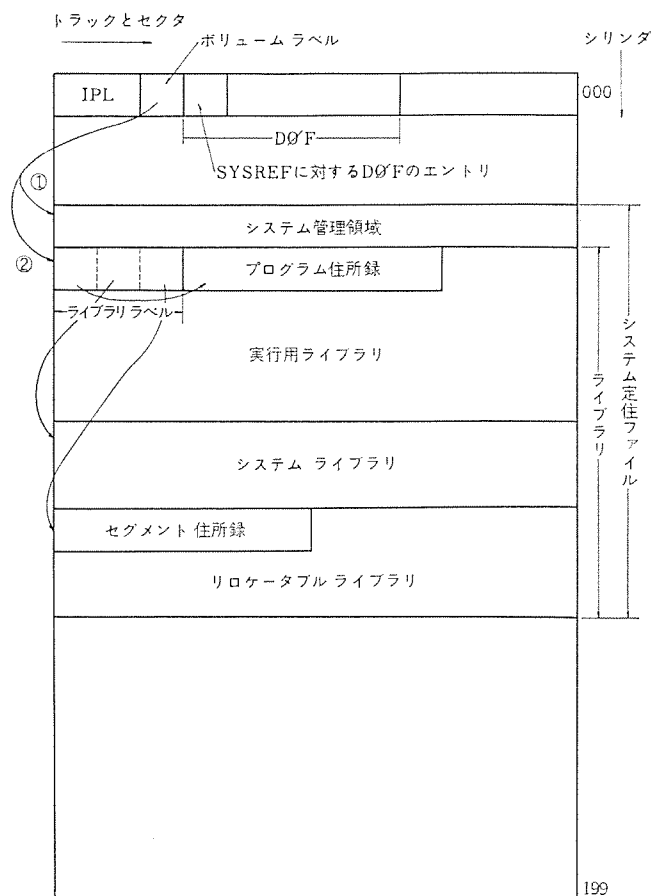 トラックとセクタ
ボリューム ラベル
シリンダ
IPL
000
DØF
SYSREFに対するDØFのエントリ
①
システム管理領域
②
プログラム住所録
ライブラリラベル
実行用ライブラリ
ライブラリ
システム定住ファイル
システム ライブラリ
セグメント 住所録
リロケータブル ライブラリ
199